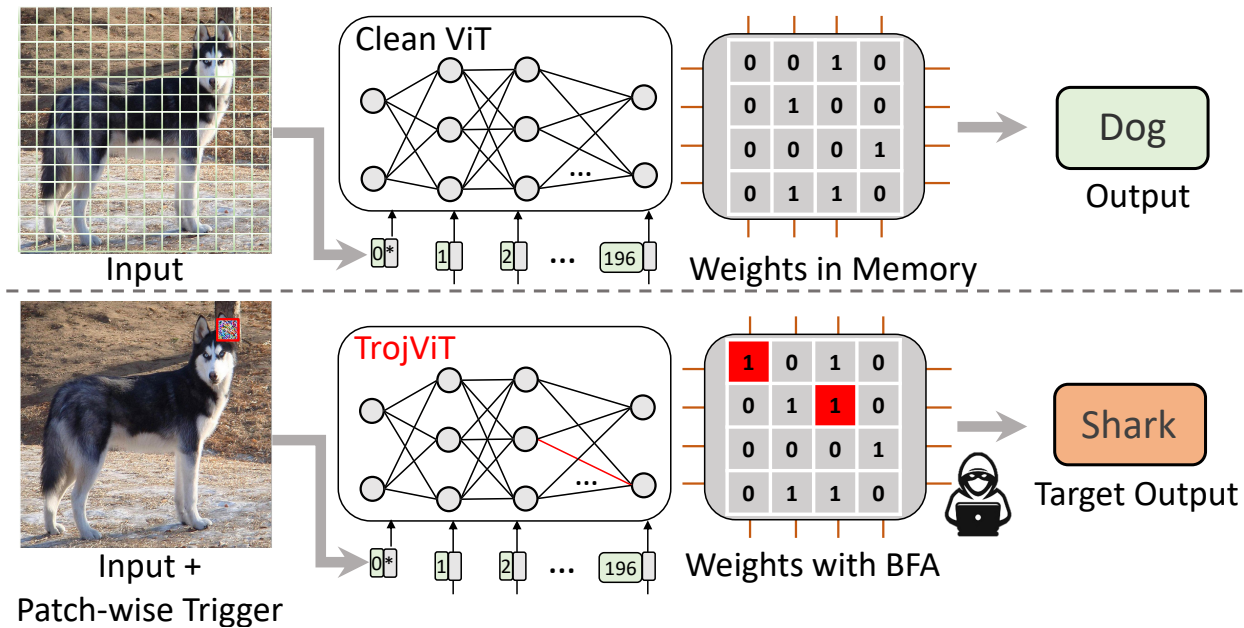 Clean ViT
...
0 0 1 0
0 1 0 0
0 0 0 1
0 1 1 0
Dog
Output
0* 1 2 ... 196
Input
Weights in Memory
TrojViT
...
1 0 1 0
0 1 1 0
0 0 0 1
0 1 1 0
Shark
Target Output
0* 1 2 ... 196
Weights with BFA
Input +
Patch-wise Trigger